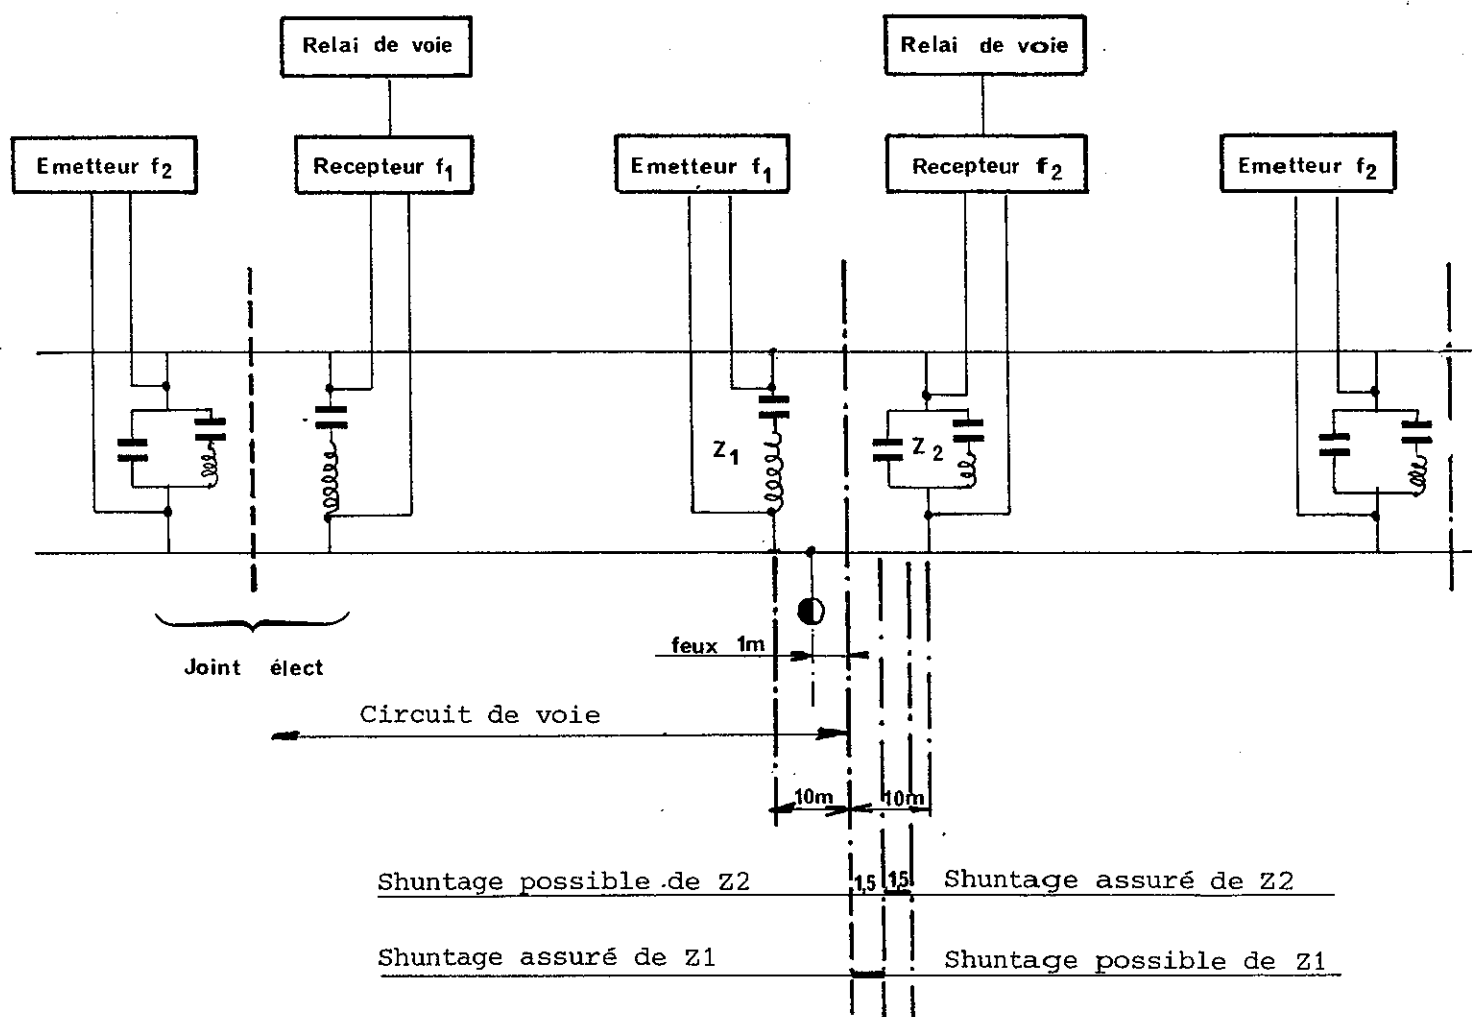 Relai de voie
Relai de voie
Emetteur f2
Recepteur f1
Emetteur f1
Recepteur f2
Emetteur f2
Z1
Z2
feux 1m
Joint élect
Circuit de voie
10m
10m
Shuntage possible de Z2
1,5
1,5
Shuntage assuré de Z2
Shuntage assuré de Z1
Shuntage possible de Z1